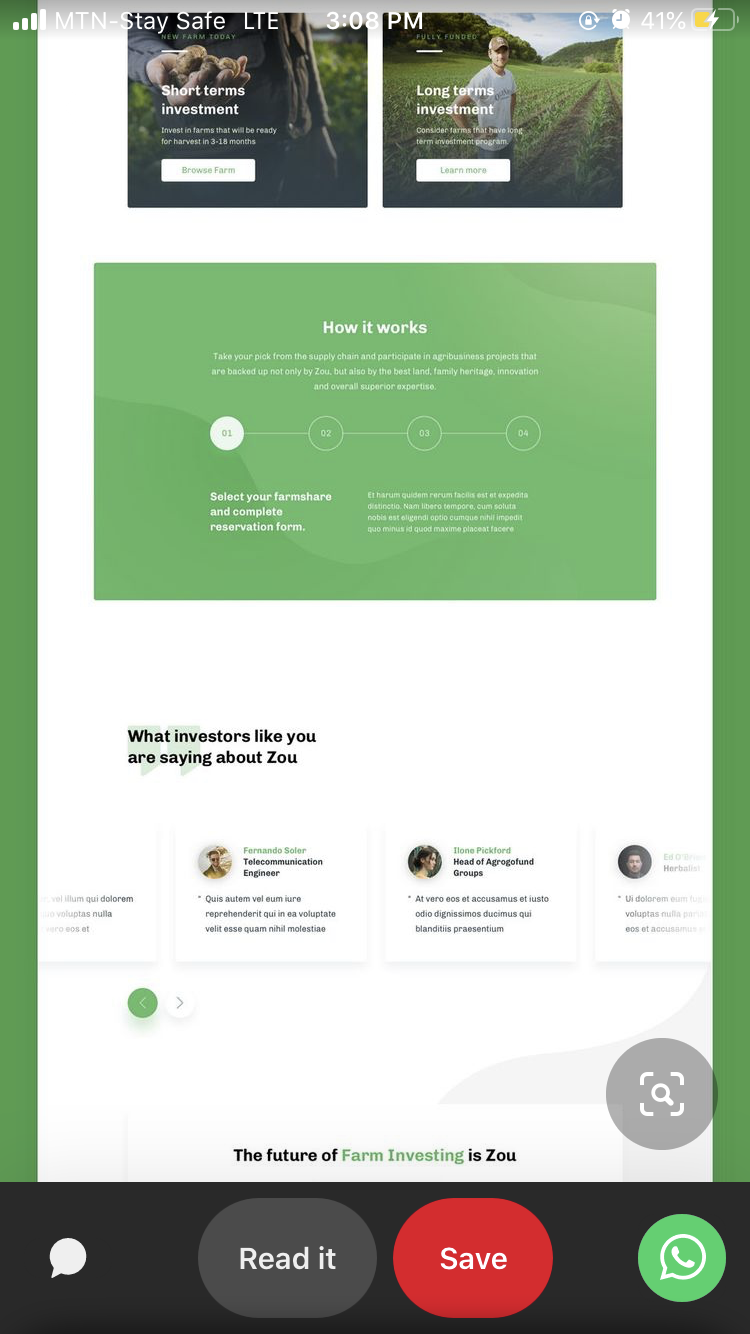 MTN-Stay Safe LTE 3:08 PM 41%
NEW FARM TODAY
Short terms
investment
Invest in farms that will be ready
for harvest in 3-18 months
Browse Farm
FULLY FUNDED
Long terms
investment
Consider farms that have long
term investment program.
Learn more
How it works
Take your pick from the supply chain and participate in agribusiness projects that
are backed up not only by Zou, but also by the best land, family heritage, innovation
and overall superior expertise.
01 02 03 04
Select your farmshare
and complete
reservation form.
Et harum quidem rerum facilis est et expedita
distinctio. Nam libero tempore, cum soluta
nobis est eligendi optio cumque nihil impedit
quo minus id quod maxime placeat facere
What investors like you
are saying about Zou
vel illum qui dolorem
voluptas nulla
vero eos et
Fernando Soler
Telecommunication
Engineer
" Quis autem vel eum iure
reprehenderit qui in ea voluptate
velit esse quam nihil molestiae
Ilone Pickford
Head of Agrogofund
Groups
" At vero eos et accusamus et iusto
odio dignissimos ducimus qui
blanditiis praesentium
Ed O'Brien
Herbalist
" Ui dolorem eum
voluptas nulla
eos et accusamus
The future of Farm Investing is Zou
Read it
Save